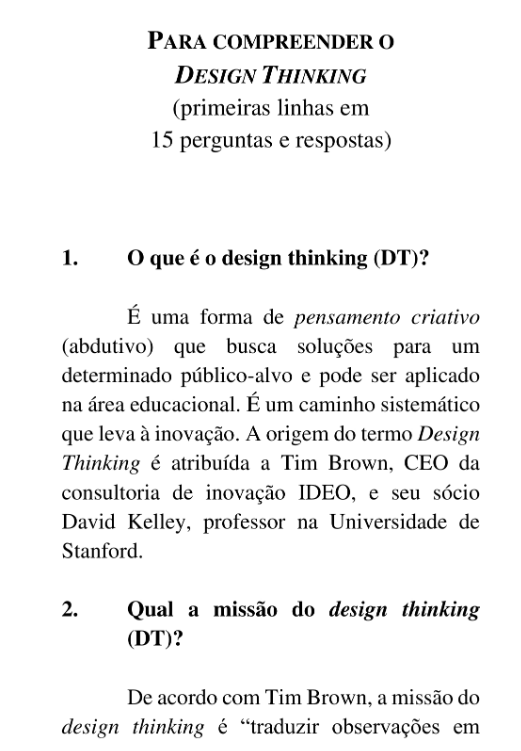 PARA COMPREENDER O
DESIGN THINKING
(primeiras linhas em
15 perguntas e respostas)
1. O que é o design thinking (DT)?
É uma forma de pensamento criativo
(abdutivo) que busca soluções para um
determinado público-alvo e pode ser aplicado
na área educacional. É um caminho sistemático
que leva à inovação. A origem do termo Design
Thinking é atribuída a Tim Brown, CEO da
consultoria de inovação IDEO, e seu sócio
David Kelley, professor na Universidade de
Stanford.
2. Qual a missão do design thinking
(DT)?
De acordo com Tim Brown, a missão do
design thinking é “traduzir observações em